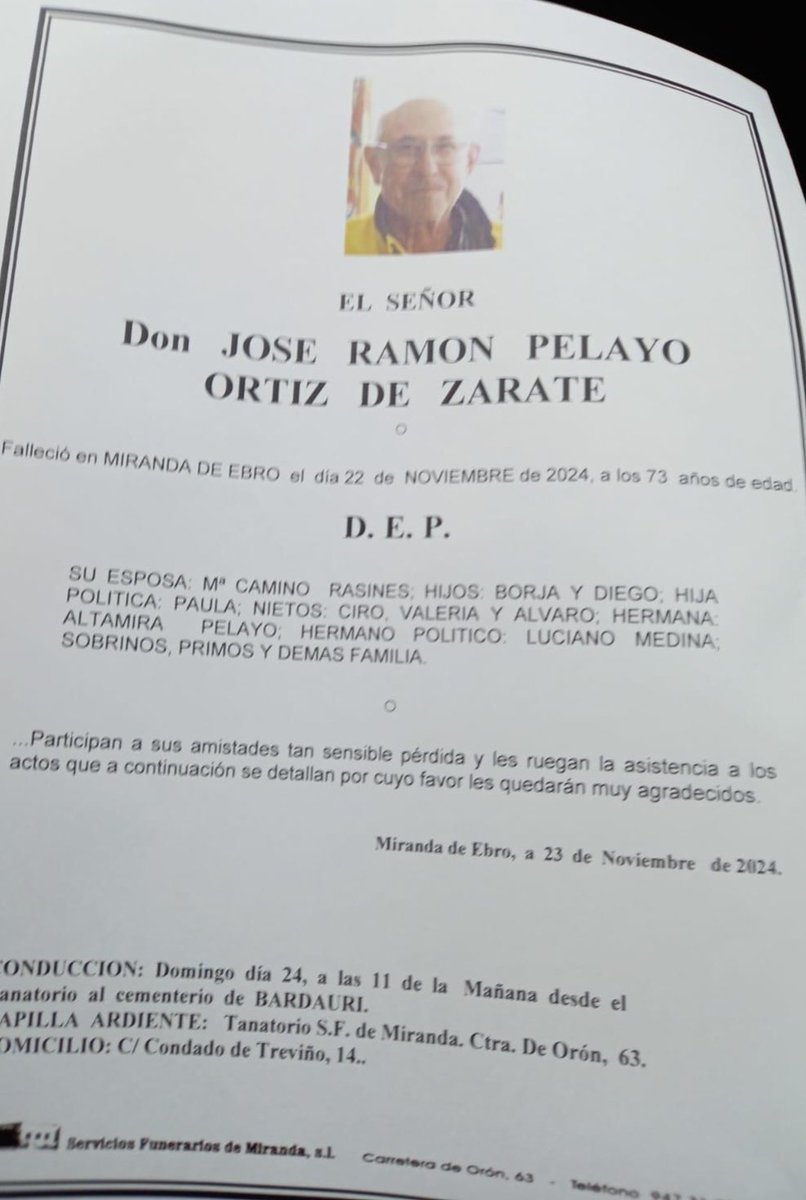 EL SEÑOR
Don JOSE RAMON PELAYO
ORTIZ DE ZARATE
Falleció en MIRANDA DE EBRO el día 22 de NOVIEMBRE de 2024, a los 73 años de edad.
D. E. P.
SU ESPOSA: Mª CAMINO RASINES; HIJOS: BORJA Y DIEGO; HIJA
POLITICA: PAULA; NIETOS: CIRO, VALERIA Y ALVARO; HERMANA:
ALTAMIRA PELAYO; HERMANO POLITICO: LUCIANO MEDINA;
SOBRINOS, PRIMOS Y DEMAS FAMILIA.
...Participan a sus amistades tan sensible pérdida y les ruegan la asistencia a los
actos que a continuación se detallan por cuyo favor les quedarán muy agradecidos.
Miranda de Ebro, a 23 de Noviembre de 2024.
CONDUCCION: Domingo día 24, a las 11 de la Mañana desde el
anatorio al cementerio de BARDAURI.
APILLA ARDIENTE: Tanatorio S.F. de Miranda. Ctra. De Orón, 63.
OMICILIO: C/ Condado de Treviño, 14..
Servicios Funerarios de Miranda, s.l. Carretera de Orón, 63 - Teléfono 947